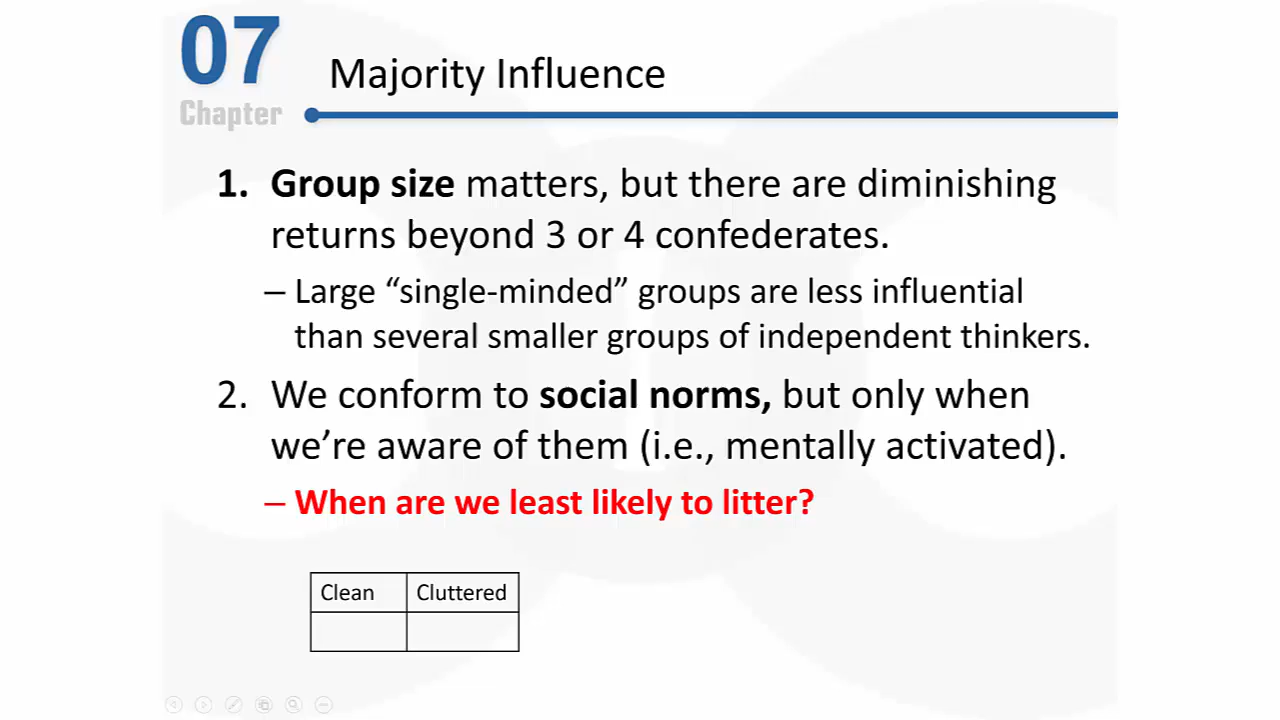 07
Chapter
Majority Influence
1. Group size matters, but there are diminishing
returns beyond 3 or 4 confederates.
– Large “single-minded” groups are less influential
than several smaller groups of independent thinkers.
2. We conform to social norms, but only when
we’re aware of them (i.e., mentally activated).
– When are we least likely to litter?
Clean Cluttered